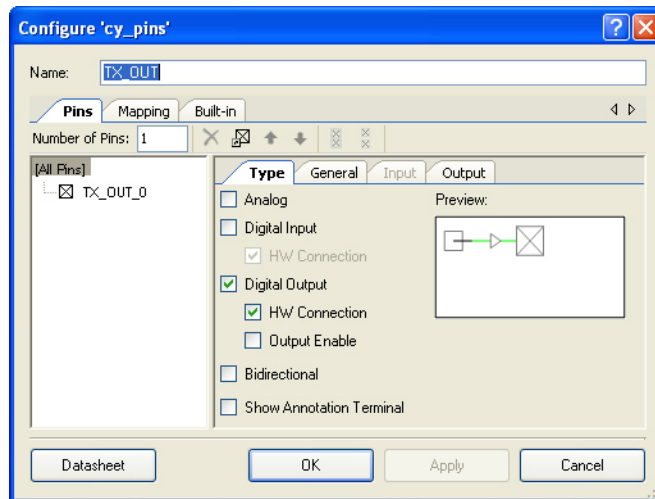 Configure 'cy_pins'
Name: TX_OUT
Pins Mapping Built-in
Number of Pins: 1
[All Pins]
TX_OUT_0
Type General Input Output
Analog
Preview:
Digital Input
HW Connection
Digital Output
HW Connection
Output Enable
Bidirectional
Show Annotation Terminal
Datasheet OK Apply Cancel